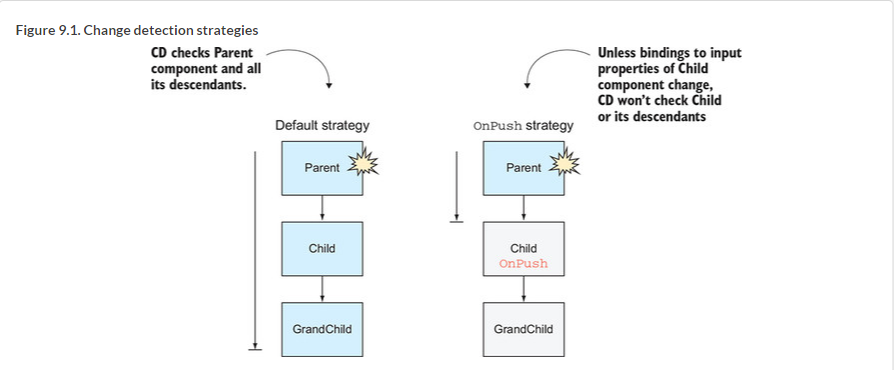 Figure 9.1. Change detection strategies
CD checks Parent
component and all
its descendants.
Unless bindings to input
properties of Child
component change,
CD won't check Child
or its descendants
Default strategy
Parent
Child
GrandChild
OnPush strategy
Parent
Child
OnPush
GrandChild